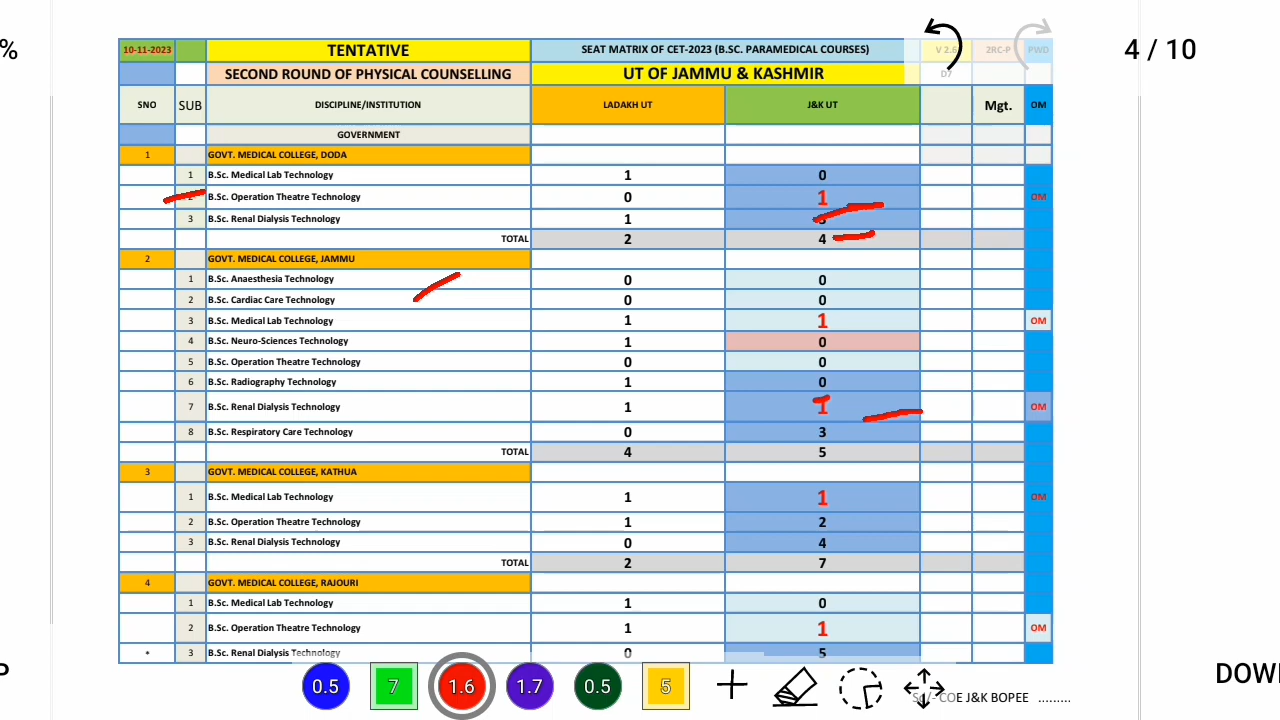 % 4 / 10
10-11-2023 TENTATIVE SEAT MATRIX OF CET-2023 (B.SC. PARAMEDICAL COURSES) V 2.6 2RC-P PWD
SECOND ROUND OF PHYSICAL COUNSELLING UT OF JAMMU & KASHMIR D7
SNO SUB DISCIPLINE/INSTITUTION LADAKH UT J&K UT Mgt. OM
GOVERNMENT
1 GOVT. MEDICAL COLLEGE, DODA
1 B.Sc. Medical Lab Technology 1 0
B.Sc. Operation Theatre Technology 0 1 OM
3 B.Sc. Renal Dialysis Technology 1
TOTAL 2 4
2 GOVT. MEDICAL COLLEGE, JAMMU
1 B.Sc. Anaesthesia Technology 0 0
2 B.Sc. Cardiac Care Technology 0 0
3 B.Sc. Medical Lab Technology 1 1 OM
4 B.Sc. Neuro-Sciences Technology 1 0
5 B.Sc. Operation Theatre Technology 0 0
6 B.Sc. Radiography Technology 1 0
7 B.Sc. Renal Dialysis Technology 1 1 OM
8 B.Sc. Respiratory Care Technology 0 3
TOTAL 4 5
3 GOVT. MEDICAL COLLEGE, KATHUA
1 B.Sc. Medical Lab Technology 1 1 OM
2 B.Sc. Operation Theatre Technology 1 2
3 B.Sc. Renal Dialysis Technology 0 4
TOTAL 2 7
4 GOVT. MEDICAL COLLEGE, RAJOURI
1 B.Sc. Medical Lab Technology 1 0
2 B.Sc. Operation Theatre Technology 1 1 OM
* 3 B.Sc. Renal Dialysis Technology 0 5
0.5 7 1.6 1.7 0.5 5
COE J&K BOPEE .........
P DOW